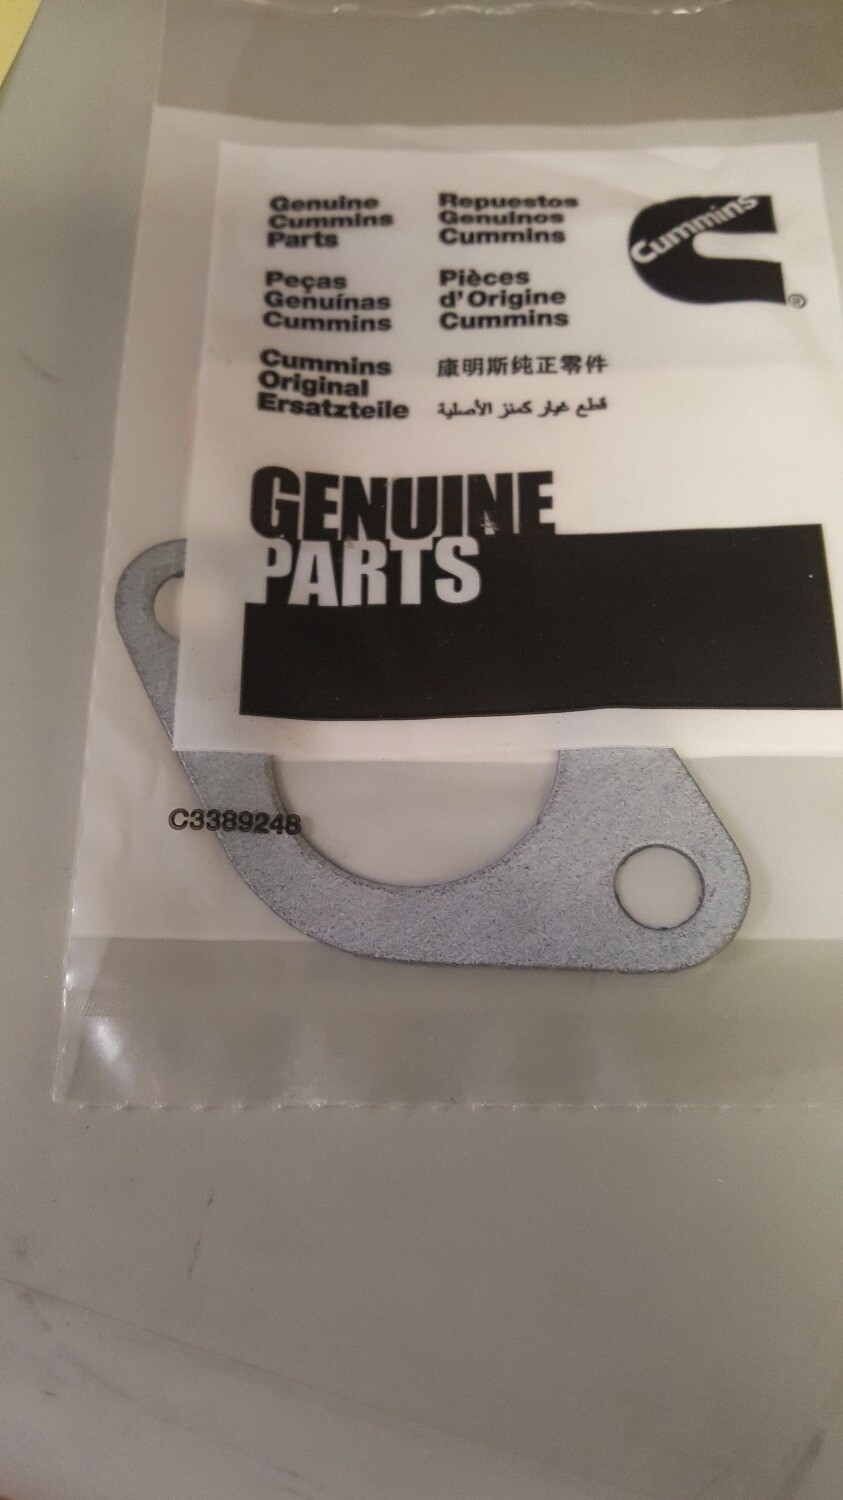 Genuine
Cummins
Parts
Repuestos
Genuinos
Cummins
Cummins
®
Peças
Genuínas
Cummins
Pièces
d'Origine
Cummins
Cummins
Original
Ersatzteile
康明斯纯正零件
قطع غيار كمنز الأصلية
GENUINE
PARTS
C3389248